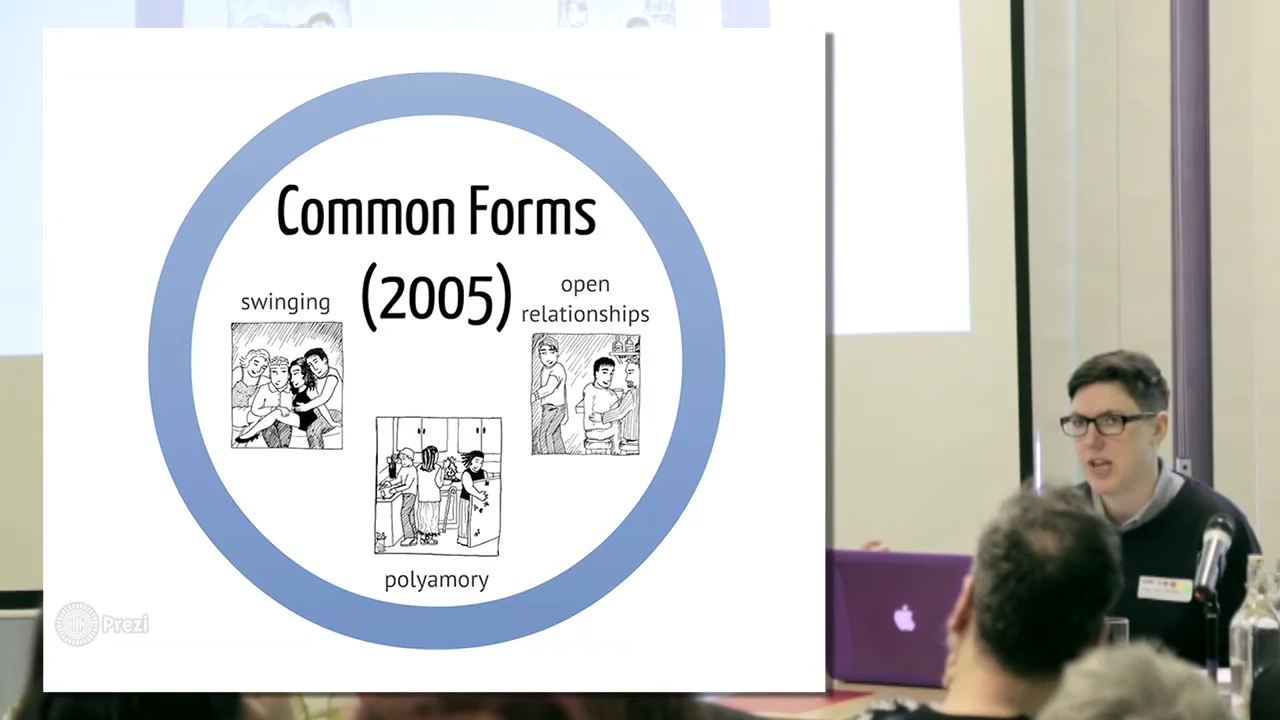 Common Forms
(2005)
swinging
open
relationships
polyamory
Prezi